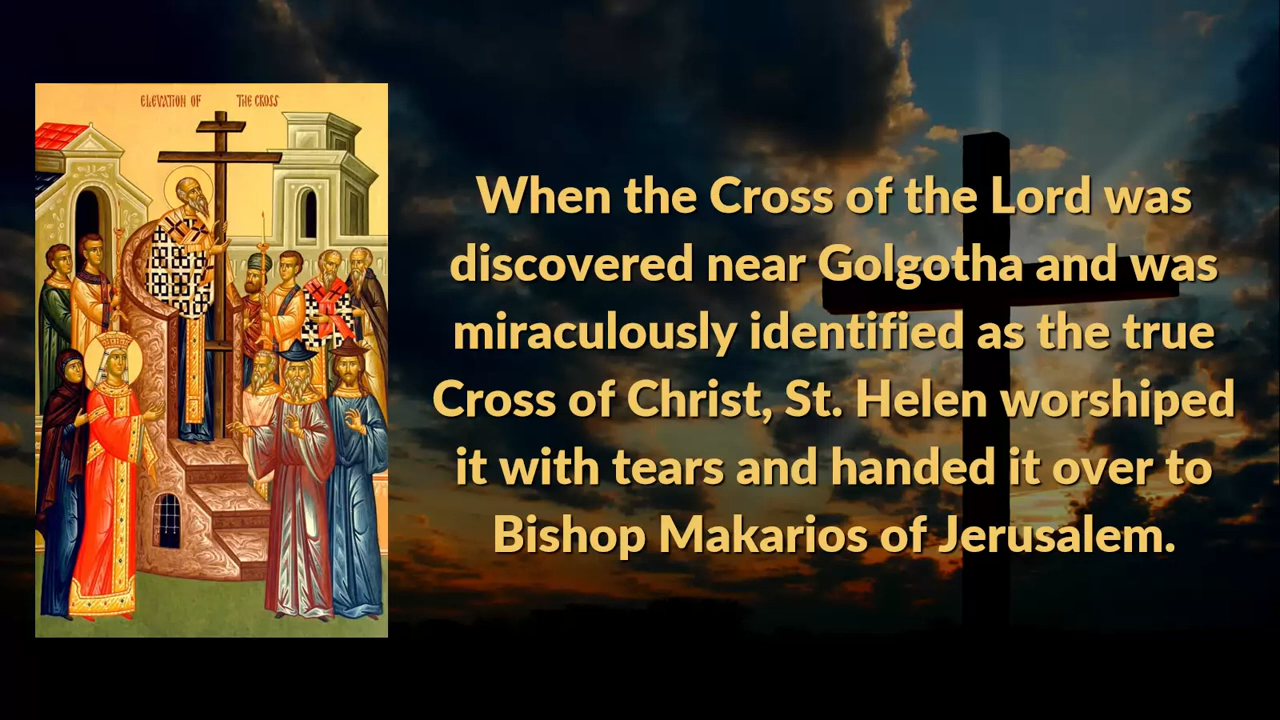 ELEVATION OF THE CROSS
When the Cross of the Lord was
discovered near Golgotha and was
miraculously identified as the true
Cross of Christ, St. Helen worshiped
it with tears and handed it over to
Bishop Makarios of Jerusalem.